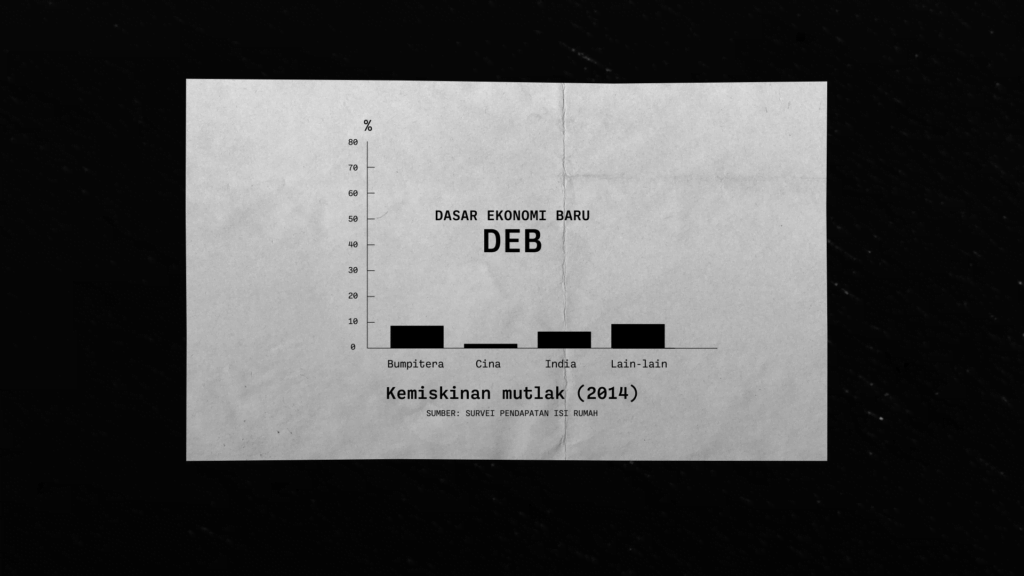 %
80
70
60
50
40
30
20
10
0
DASAR EKONOMI BARU
DEB
Bumpitera Cina India Lain-lain
Kemiskinan mutlak (2014)
SUMBER: SURVEI PENDAPATAN ISI RUMAH